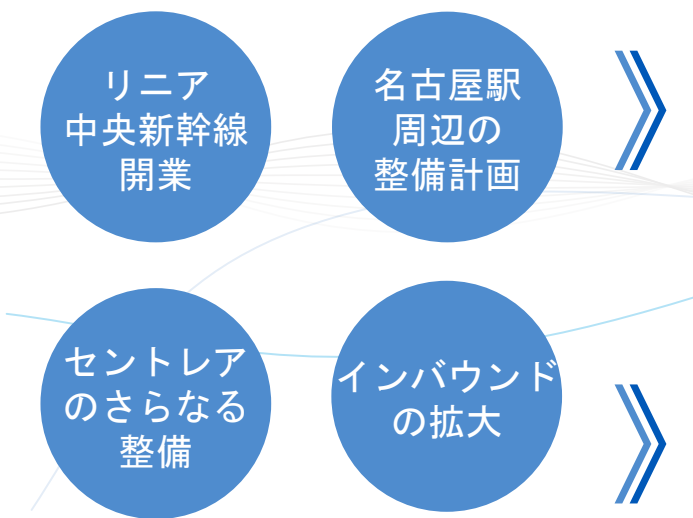 リニア
中央新幹線
開業
名古屋駅
周辺の
整備計画
セントレア
のさらなる
整備
インバウンド
の拡大